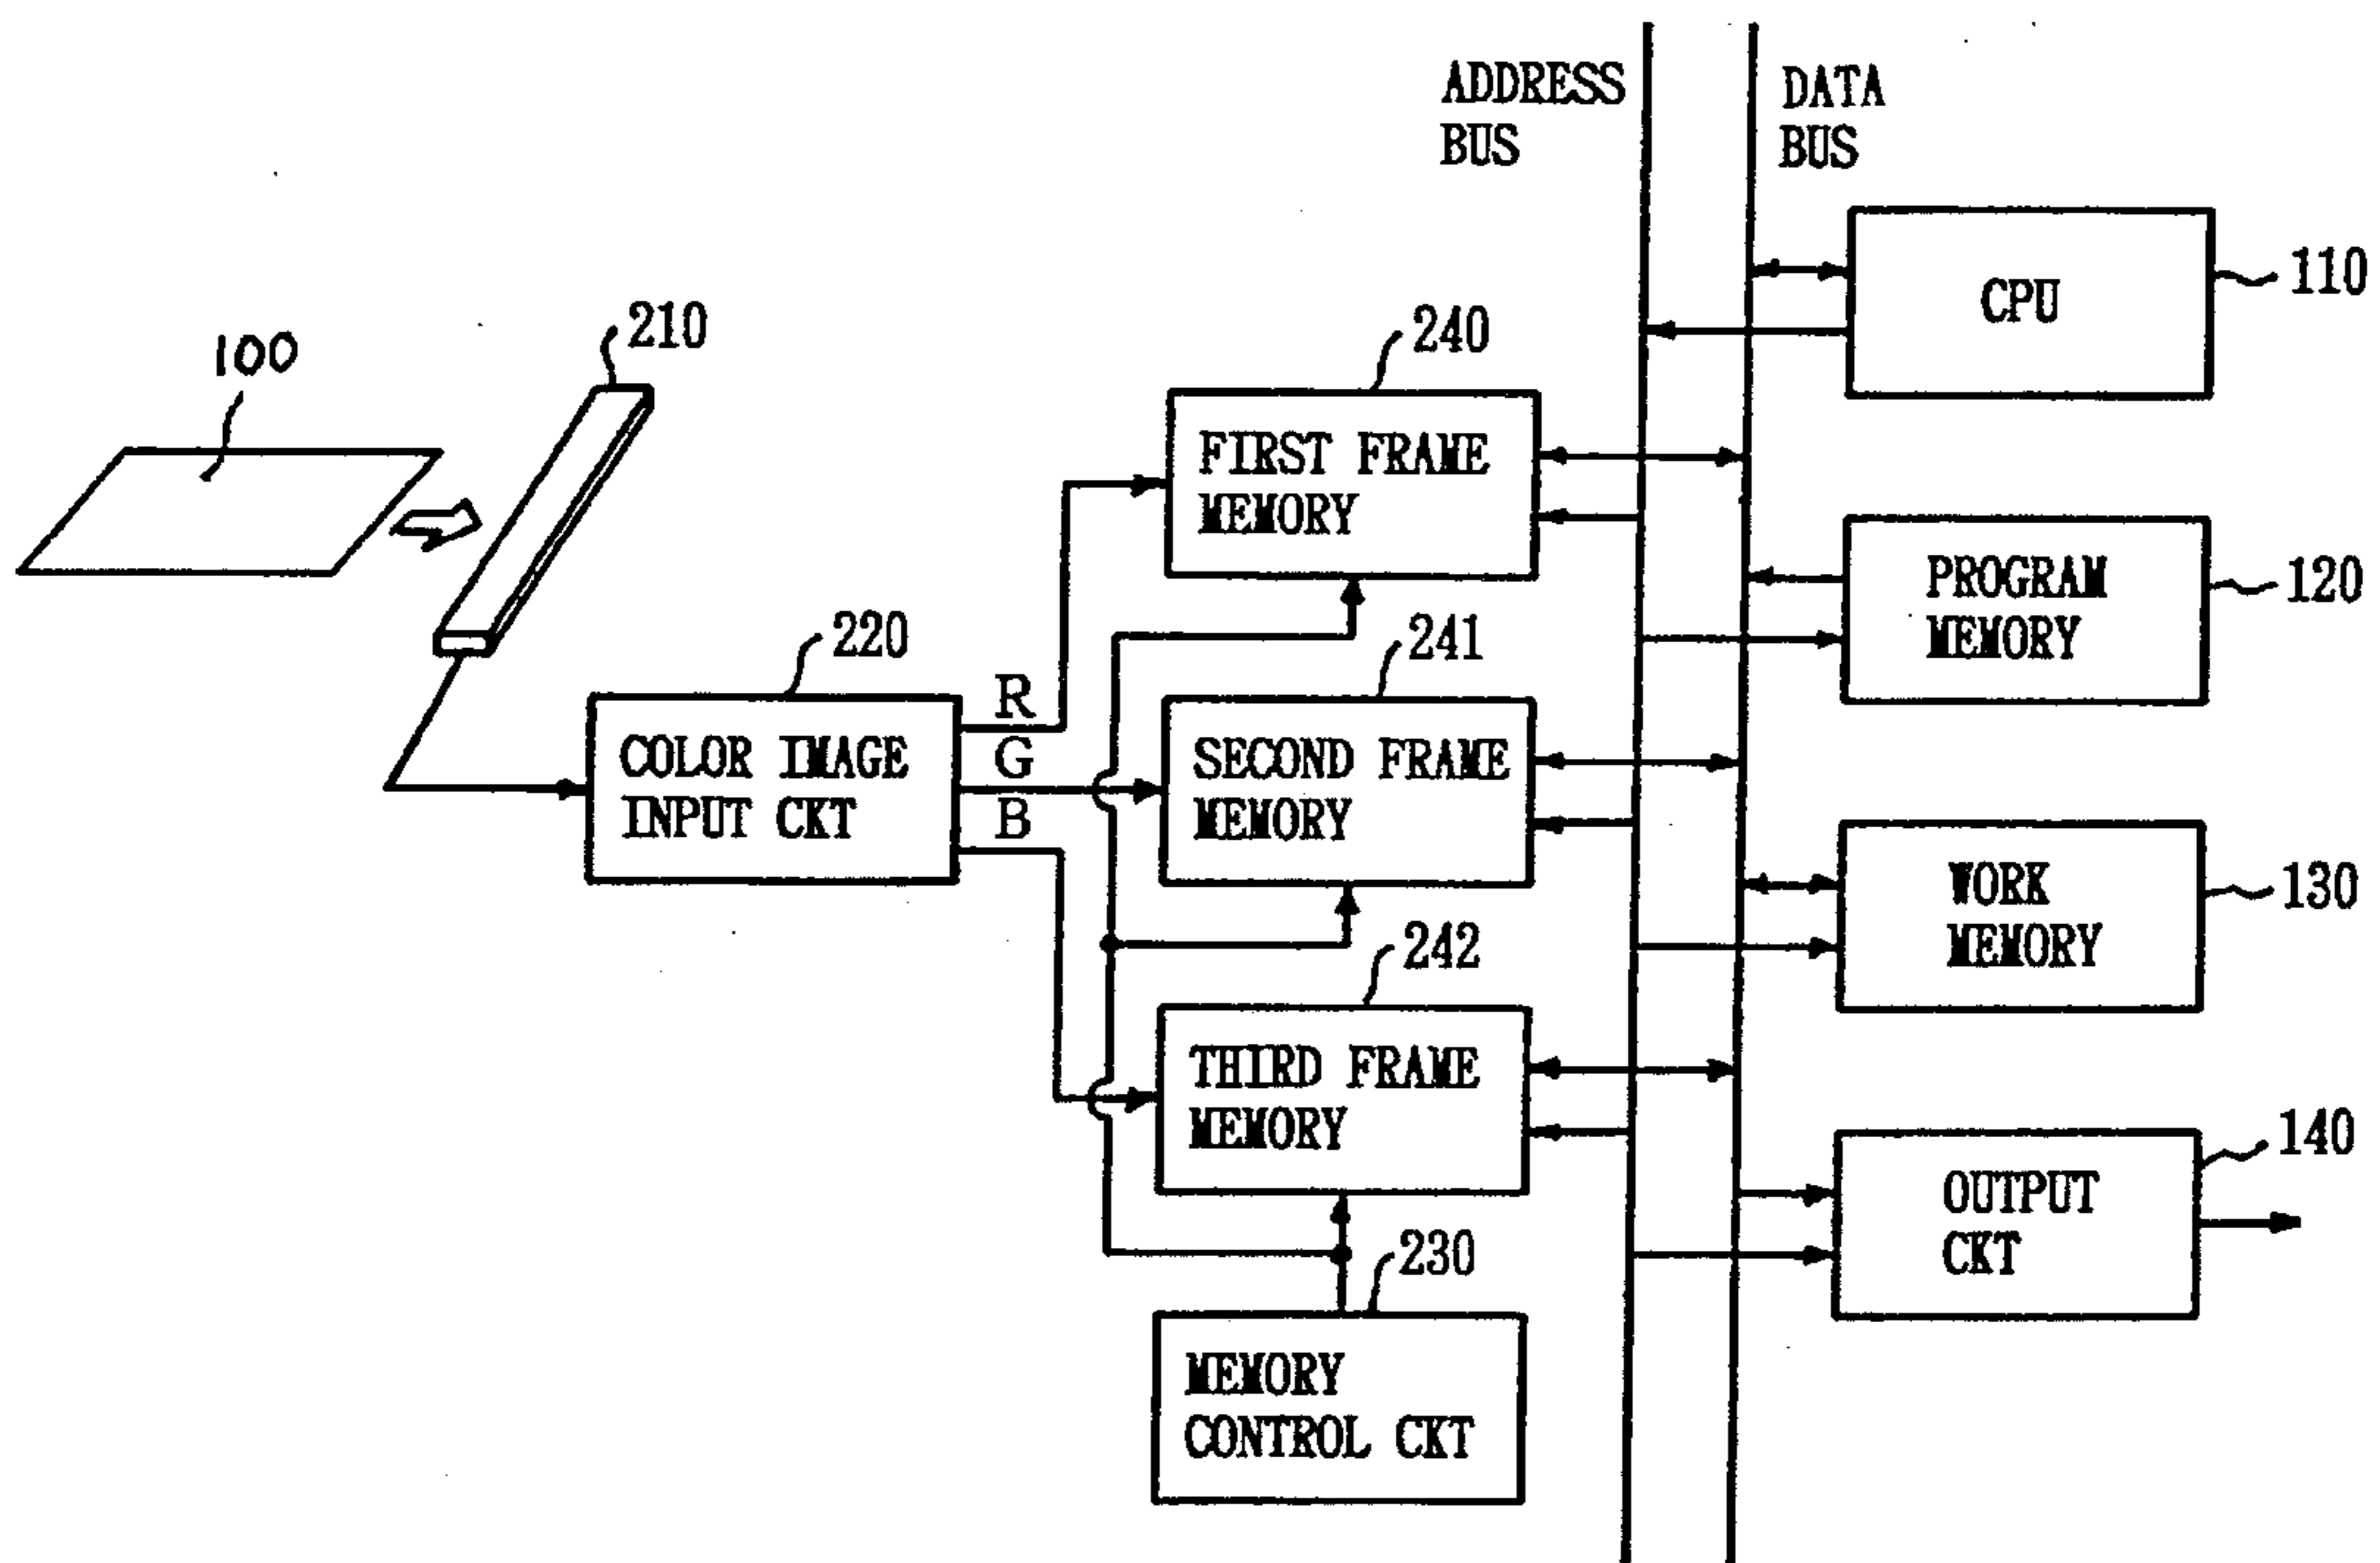 ADDRESS
BUS
DATA
BUS
CPU
110
100
210
240
FIRST FRAME
MEMORY
PROGRAM
MEMORY
120
220
241
R
G
B
COLOR IMAGE
INPUT CKT
SECOND FRAME
MEMORY
WORK
MEMORY
130
242
THIRD FRAME
MEMORY
140
OUTPUT
CKT
230
MEMORY
CONTROL CKT